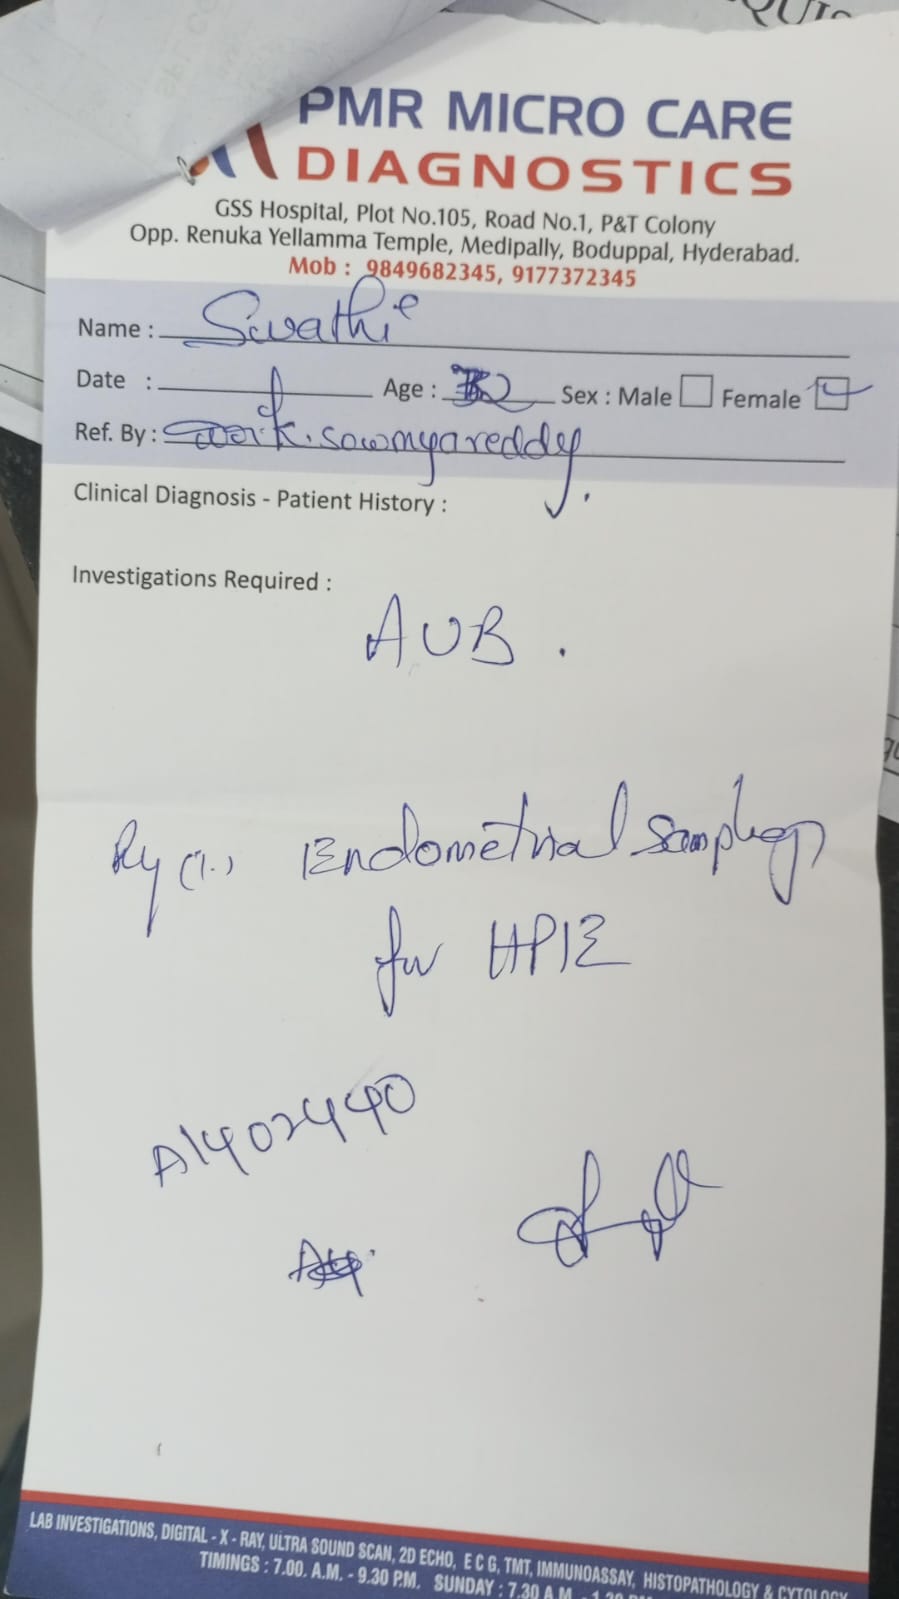 PMR MICRO CARE
DIAGNOSTICS
GSS Hospital, Plot No.105, Road No.1, P&T Colony
Opp. Renuka Yellamma Temple, Medipally, Boduppal, Hyderabad.
Mob : 9849682345, 9177372345
Name : Swathi
Date : Age : Sex : Male Female
Ref. By : k. sowmyareddy.
Clinical Diagnosis - Patient History :
Investigations Required :
AUB.
(1.) Endometrial Sampling
for HPE
A1402440
LAB INVESTIGATIONS, DIGITAL - X - RAY, ULTRA SOUND SCAN, 2D ECHO, E C G, TMT, IMMUNOASSAY, HISTOPATHOLOGY & CYTOLOGY
TIMINGS : 7.00. A.M. - 9.30 P.M. SUNDAY : 7.30 A.M.